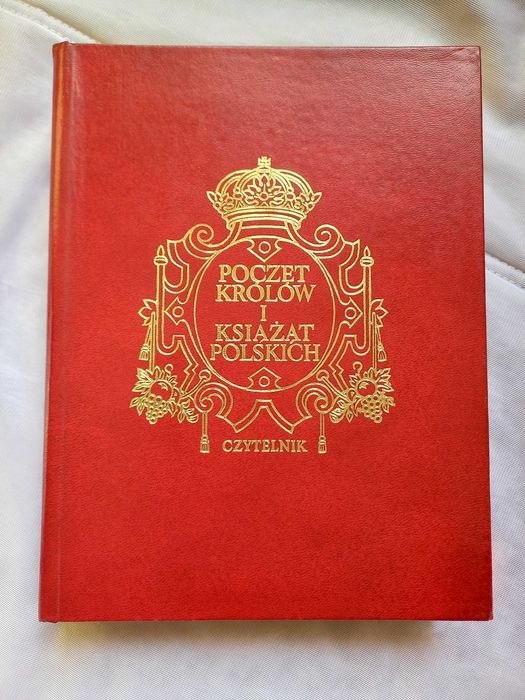 POCZET
KRÓLÓW
I
KSIĄŻĄT
POLSKICH
CZYTELNIK